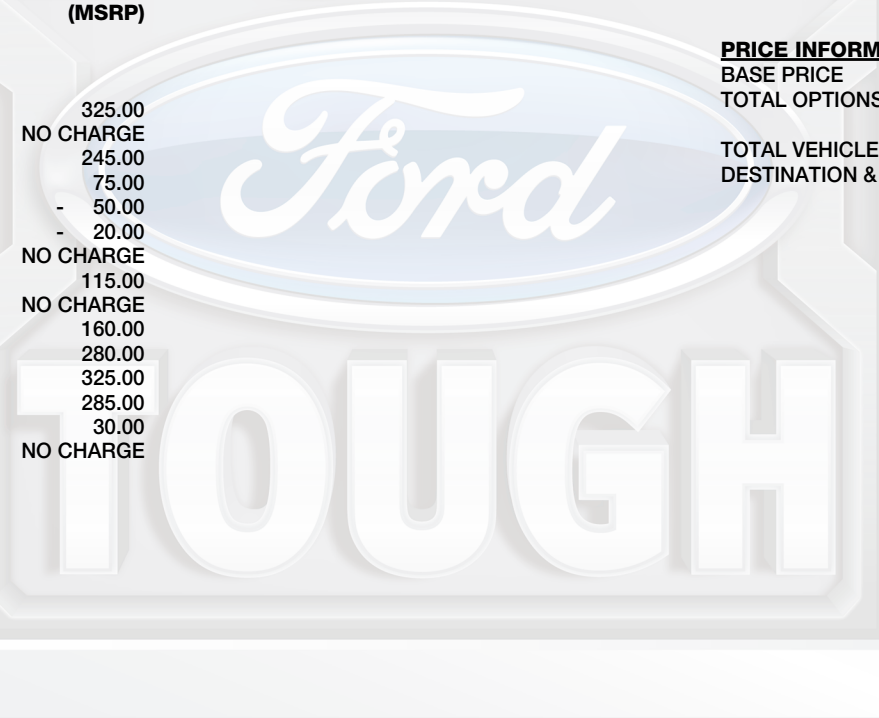 (MSRP)
325.00
NO CHARGE
245.00
75.00
- 50.00
- 20.00
NO CHARGE
115.00
NO CHARGE
160.00
280.00
325.00
285.00
30.00
NO CHARGE
PRICE INFORM
BASE PRICE
TOTAL OPTIONS
TOTAL VEHICLE
DESTINATION &
Ford
TOUGH